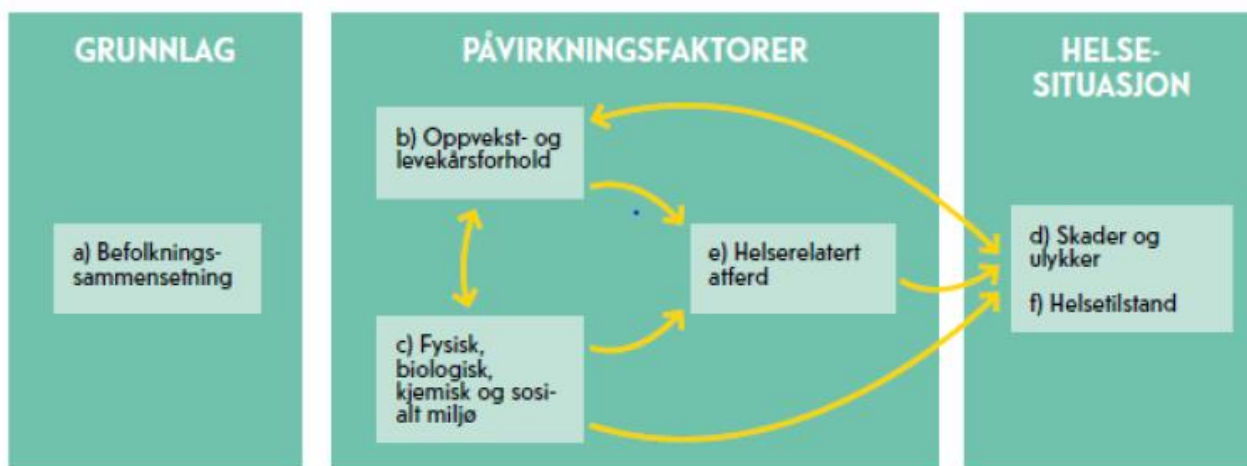 GRUNNLAG
a) Befolknings-
sammensetning
PÅVIRKNINGSFAKTORER
b) Oppvekst- og
levekårsforhold
e) Helserelatert
atferd
c) Fysisk,
biologisk,
kjemisk og sosi-
alt miljø
HELSE-
SITUASJON
d) Skader og
ulykker
f) Helsetilstand